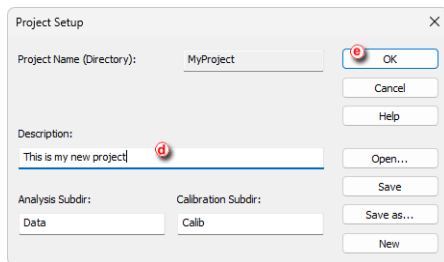 Project Setup
Project Name (Directory): MyProject
e OK
Cancel
Help
Description:
This is my new project d
Open...
Analysis Subdir: Calibration Subdir:
Save
Data Calib
Save as...
New